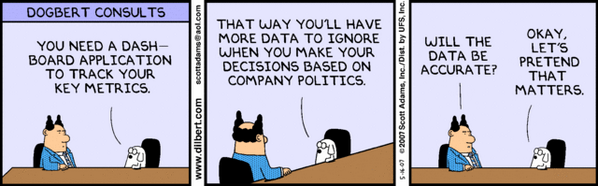 DOGBERT CONSULTS
YOU NEED A DASH-
BOARD APPLICATION
TO TRACK YOUR
KEY METRICS.
scottadams@aol.com
www.dilbert.com
THAT WAY YOU'LL HAVE
MORE DATA TO IGNORE
WHEN YOU MAKE YOUR
DECISIONS BASED ON
COMPANY POLITICS.
5-16-07 © 2007 Scott Adams, Inc./Dist. by UFS, Inc.
WILL THE
DATA BE
ACCURATE?
OKAY,
LET'S
PRETEND
THAT
MATTERS.